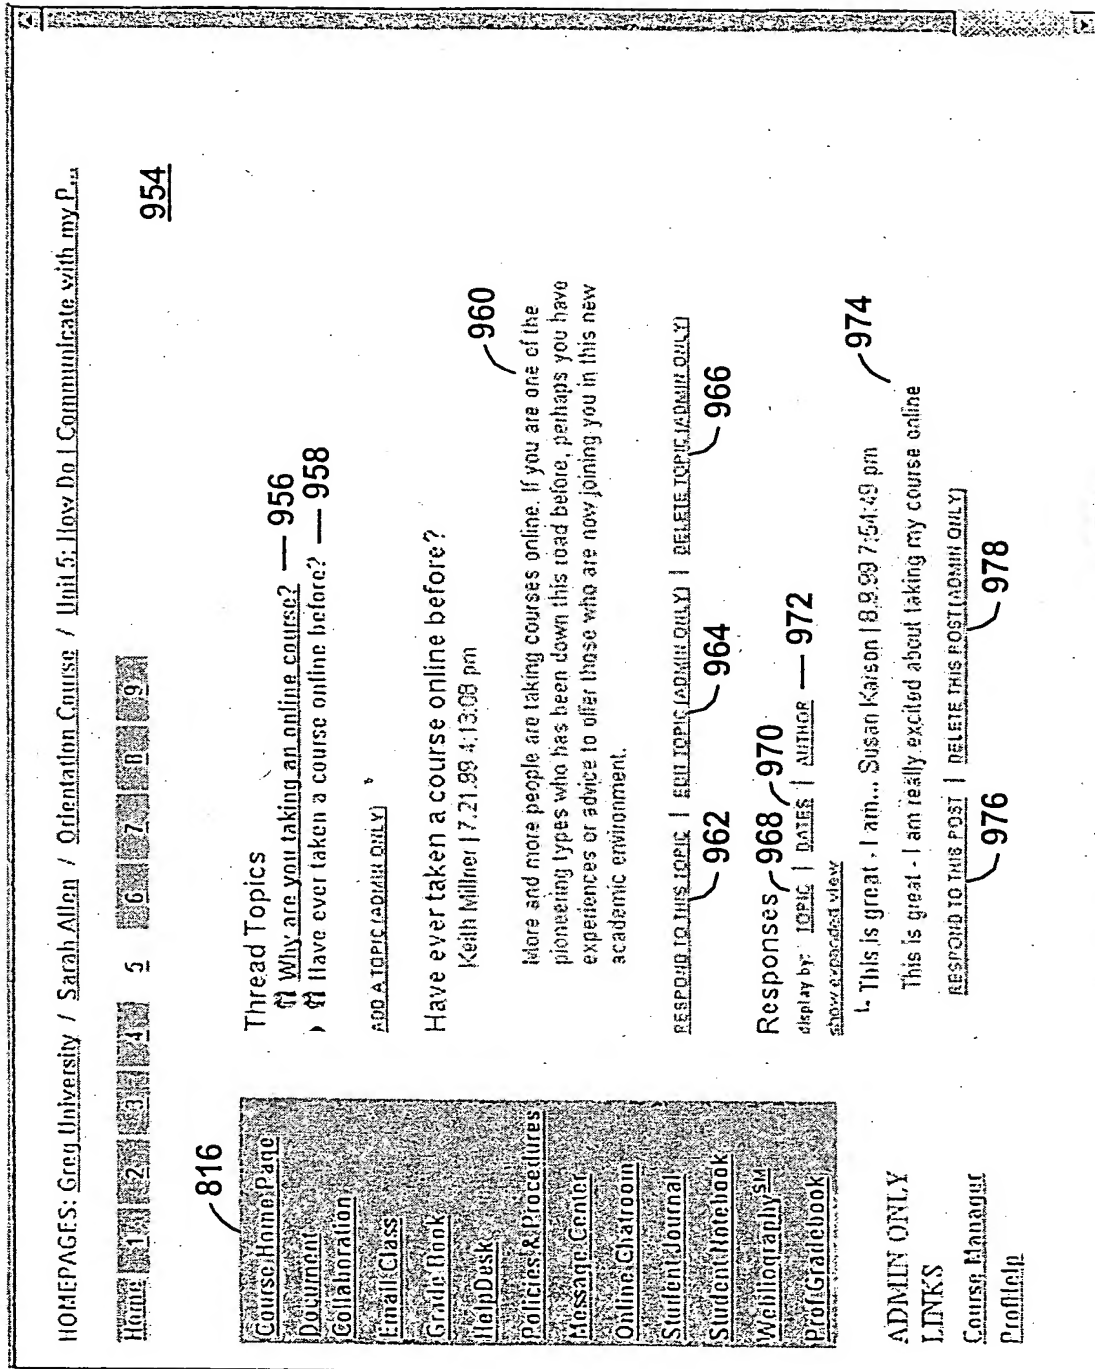 HOMEPAGES: Greg University / Sarah Allen / Orientation Course / Unit 5: How Do I Communicate with my P...
Home 1 2 3 4 5 6 7 8 9
954
816
Course Home Page
Document
Collaboration
Email Class
Grade Book
Help Desk
Policies & Procedures
Message Center
Online Chatroom
Student Journal
Student Notebook
Webliography SM
Prof Gradebook
ADMIN ONLY
LINKS
Course Manager
ProfHelp
Thread Topics
Why are you taking an online course? — 956
Have ever taken a course online before? — 958
ADD A TOPIC (ADMIN ONLY)
Have ever taken a course online before?
Keith Millner | 7.21.99 4:13:08 pm
960
More and more people are taking courses online. If you are one of the
pioneering types who has been down this road before, perhaps you have
experiences or advice to offer those who are now joining you in this new
academic environment.
RESPOND TO THIS TOPIC | EDIT TOPIC (ADMIN ONLY) | DELETE TOPIC (ADMIN ONLY)
962 964 966
Responses 968 970
display by: TOPIC | DATES | AUTHOR — 972
show expanded view
This is great - I am... Susan Karson | 8.9.99 7:54:49 pm
974
This is great - I am really excited about taking my course online
RESPOND TO THIS POST | DELETE THIS POST (ADMIN ONLY)
976 978